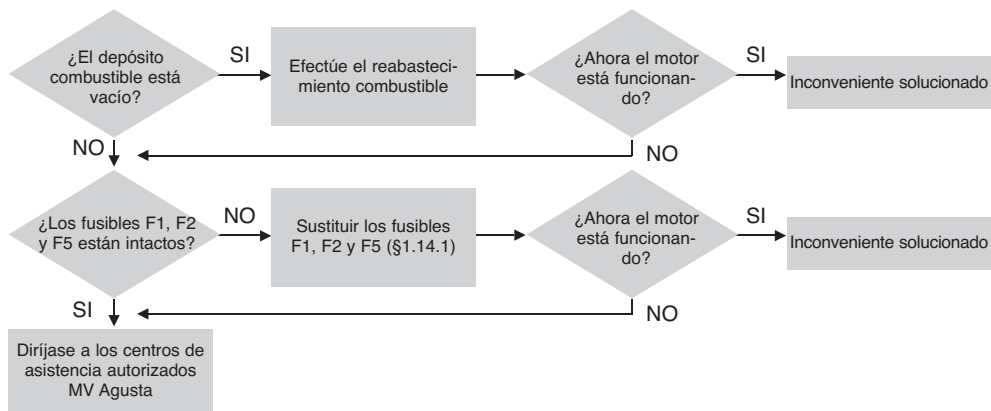 ¿El depósito
combustible está
vacío?
SI
Efectúe el reabasteci-
miento combustible
¿Ahora el motor
está funcionan-
do?
SI
Inconveniente solucionado
NO
NO
¿Los fusibles F1, F2
y F5 están intactos?
NO
Sustituir los fusibles
F1, F2 y F5 (§1.14.1)
¿Ahora el motor
está funcionan-
do?
SI
Inconveniente solucionado
SI
NO
Diríjase a los centros de
asistencia autorizados
MV Agusta